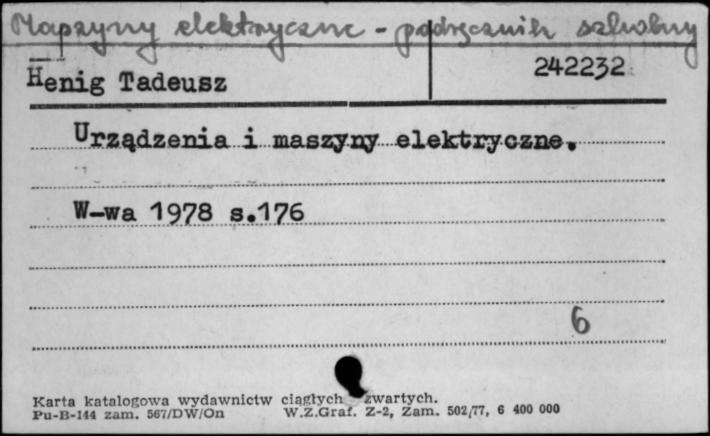 Maszyny elektryczne - podręcznik szkolny
Henig Tadeusz
242232
Urządzenia i maszyny elektryczne.
W-wa 1978 s.176
6
Karta katalogowa wydawnictw ciągłych zwartych.
Pu-B-144 zam. 567/DW/On W.Z.Graf. Z-2, Zam. 502/77, 6 400 000